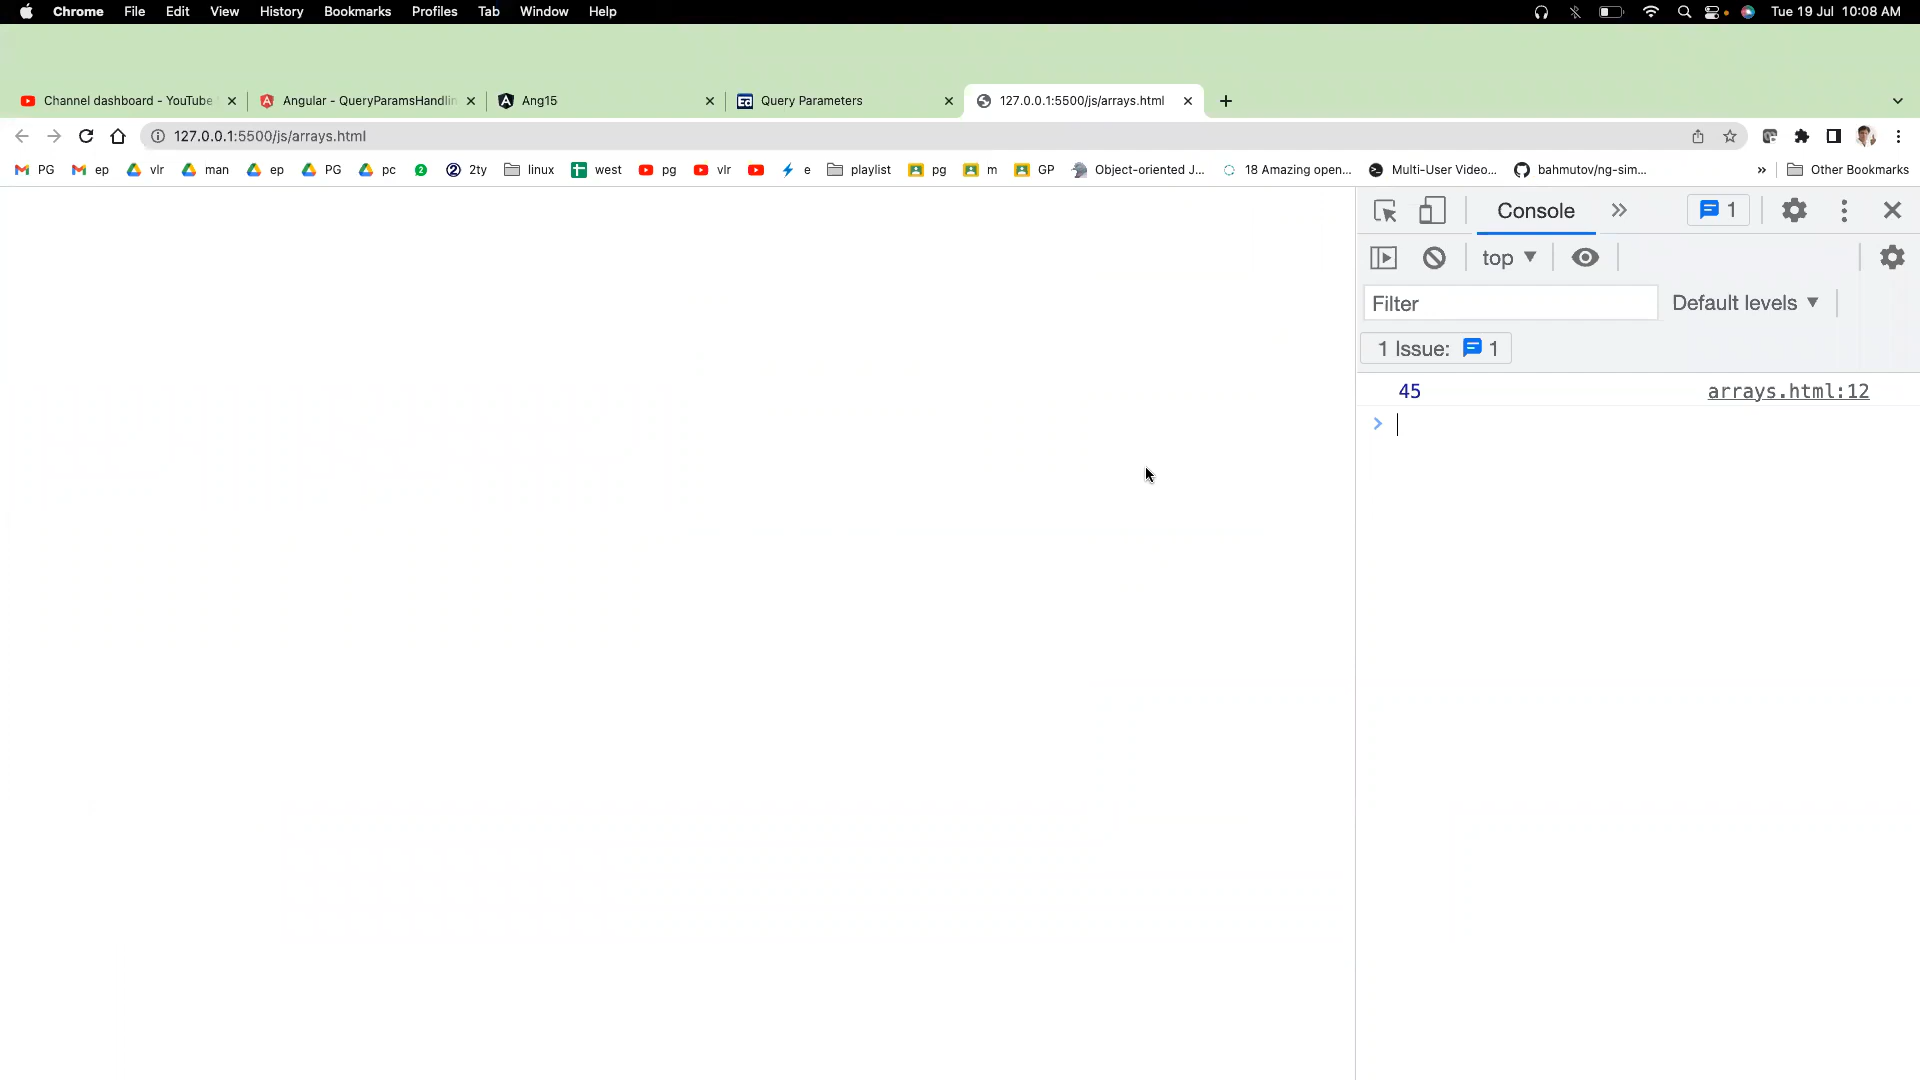 Chrome File Edit View History Bookmarks Profiles Tab Window Help Tue 19 Jul 10:08 AM
Channel dashboard - YouTube Angular - QueryParamsHandlin Ang15 Query Parameters 127.0.0.1:5500/js/arrays.html
127.0.0.1:5500/js/arrays.html
PG ep vlr man ep PG pc 2 2ty linux west pg vlr e playlist pg m GP Object-oriented J... 18 Amazing open... Multi-User Video... bahmutov/ng-sim... » Other Bookmarks
Console 1
top
Filter Default levels
1 Issue: 1
45 arrays.html:12